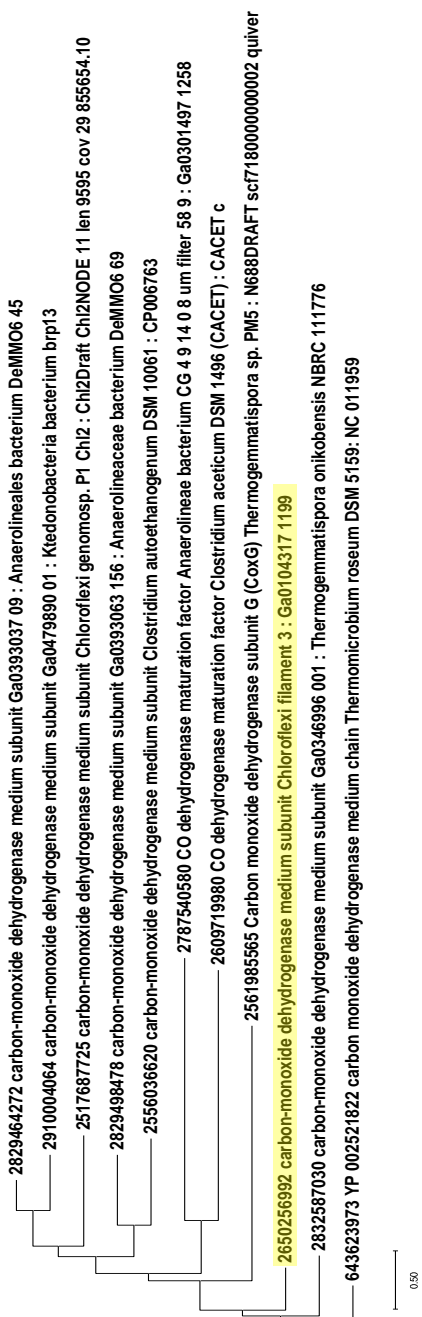 2829464272 carbon-monoxide dehydrogenase medium subunit Ga0393037 09 : Anaerolineales bacterium DeMMO6 45
2910004064 carbon-monoxide dehydrogenase medium subunit Ga0479890 01 : Ktedonobacteria bacterium brp13
2517687725 carbon-monoxide dehydrogenase medium subunit Chloroflexi genomosp. P1 Chl2 : Chl2Draft Chl2NODE 11 len 9595 cov 29 855654.10
2829498478 carbon-monoxide dehydrogenase medium subunit Ga0393063 156 : Anaerolineaceae bacterium DeMMO6 69
2556036620 carbon-monoxide dehydrogenase medium subunit Clostridium autoethanogenum DSM 10061 : CP006763
2787540580 CO dehydrogenase maturation factor Anaerolineae bacterium CG 4 9 14 0 8 um filter 58 9 : Ga0301497 1258
2609719980 CO dehydrogenase maturation factor Clostridium aceticum DSM 1496 (CACET) : CACET c
2561985565 Carbon monoxide dehydrogenase subunit G (CoxG) Thermogemmatispora sp. PM5 : N688DRAFT scf7180000000002 quiver
2650256992 carbon-monoxide dehydrogenase medium subunit Chloroflexi filament 3 : Ga0104317 1199
2832587030 carbon-monoxide dehydrogenase medium subunit Ga0346996 001 : Thermogemmatispora onikobensis NBRC 111776
643623973 YP 002521822 carbon monoxide dehydrogenase medium chain Thermomicrobium roseum DSM 5159: NC 011959
0.50